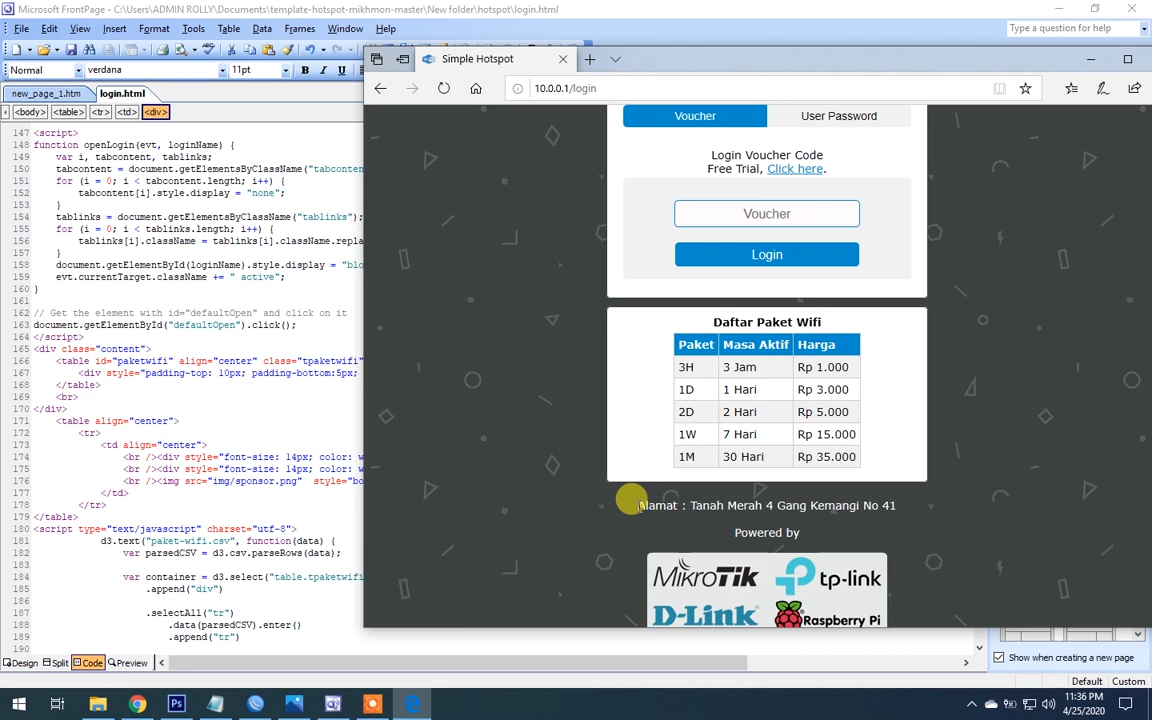 Microsoft FrontPage - C:\Users\ADMIN ROLLY\Documents\template-hotspot-mikhmon-master\New folder\hotspot\login.html
File Edit View Insert Format Tools Table Data Frames Window Help
Type a question for help
Normal verdana 11pt B I U
new_page_1.htm login.html
<body> <table> <tr> <td> <div>
Simple Hotspot
10.0.0.1/login
147 <script>
148 function openLogin(evt, loginName) {
149 var i, tabcontent, tablinks;
150 tabcontent = document.getElementsByClassName("tabconte
151 for (i = 0; i < tabcontent.length; i++) {
152 tabcontent[i].style.display = "none";
153 }
154 tablinks = document.getElementsByClassName("tablinks");
155 for (i = 0; i < tablinks.length; i++) {
156 tablinks[i].className = tablinks[i].className.repla
157 }
158 document.getElementById(loginName).style.display = "blo
159 evt.currentTarget.className += " active";
160 }
161
162 // Get the element with id="defaultOpen" and click on it
163 document.getElementById("defaultOpen").click();
164 </script>
165 <div class="content">
166 <table id="paketwifi" align="center" class="tpaketwifi"
167 <div style="padding-top: 10px; padding-bottom:5px;
168 </table>
169 <br>
170 </div>
171 <table align="center">
172 <tr>
173 <td align="center">
174 <br /><div style="font-size: 14px; color: w
175 <br /><div style="font-size: 14px; color: w
176 <br /><img src="img/sponsor.png" style="bo
177 </td>
178 </tr>
179 </table>
180 <script type="text/javascript" charset="utf-8">
181 d3.text("paket-wifi.csv", function(data) {
182 var parsedCSV = d3.csv.parseRows(data);
183
184 var container = d3.select("table.tpaketwifi
185 .append("div")
186
187 .selectAll("tr")
188 .data(parsedCSV).enter()
189 .append("tr")
190
Voucher User Password
Login Voucher Code
Free Trial, Click here.
Voucher
Login
Daftar Paket Wifi
Paket Masa Aktif Harga
3H 3 Jam Rp 1.000
1D 1 Hari Rp 3.000
2D 2 Hari Rp 5.000
1W 7 Hari Rp 15.000
1M 30 Hari Rp 35.000
Alamat : Tanah Merah 4 Gang Kemangi No 41
Powered by
MikroTik tp-link
D-Link Raspberry Pi
Design Split Code Preview
Show when creating a new page
Default Custom
11:36 PM
4/25/2020